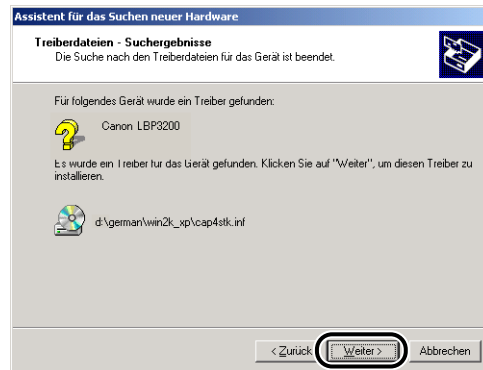 Assistent für das Suchen neuer Hardware
Treiberdateien - Suchergebnisse
Die Suche nach den Treiberdateien für das Gerät ist beendet.
Für folgendes Gerät wurde ein Treiber gefunden:
Canon LBP3200
Es wurde ein Treiber für das Gerät gefunden. Klicken Sie auf "Weiter", um diesen Treiber zu
installieren.
d:\german\win2k_xp\cap4stk.inf
< Zurück Weiter > Abbrechen